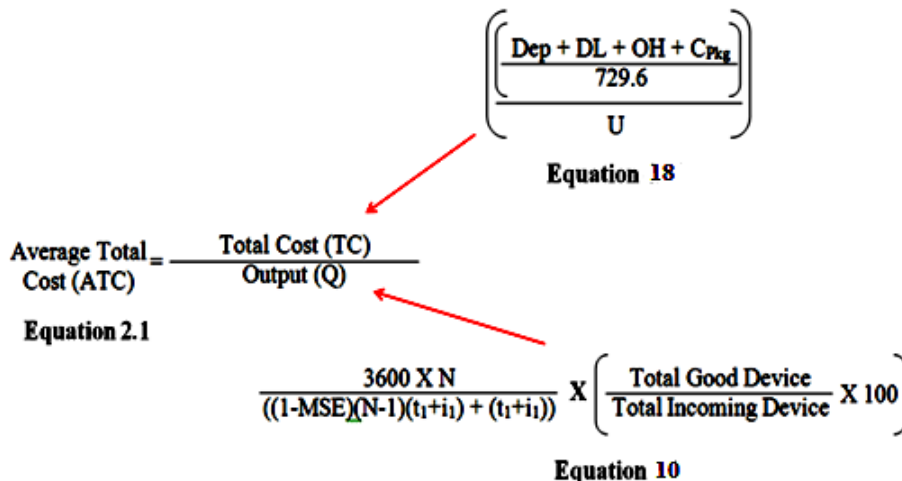 Dep + DL + OH + CPkg
729.6
U
Equation 18
Average Total
Cost (ATC)
=
Total Cost (TC)
Output (Q)
Equation 2.1
3600 X N
((1-MSE)(N-1)(t1+i1) + (t1+i1))
X
Total Good Device
Total Incoming Device
X 100
Equation 10